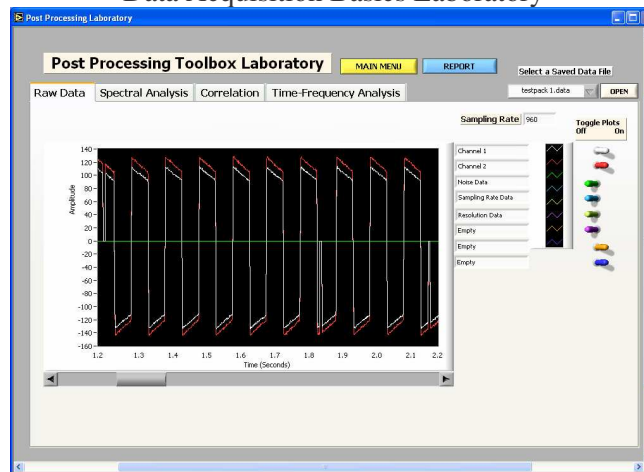 Data Acquisition Basics Laboratory
Post Processing Laboratory
Post Processing Toolbox Laboratory
MAIN MENU
REPORT
Select a Saved Data File
testpack 1.data
OPEN
Raw Data
Spectral Analysis
Correlation
Time-Frequency Analysis
Sampling Rate
960
Toggle Plots
Off
On
Channel 1
Channel 2
Noise Data
Sampling Rate Data
Resolution Data
Empty
Empty
Empty
Amplitude
140
120
100
80
60
40
20
0
-20
-40
-60
-80
-100
-120
-140
-160
1.2
1.3
1.4
1.5
1.6
1.7
1.8
1.9
2.0
2.1
2.2
Time (Seconds)